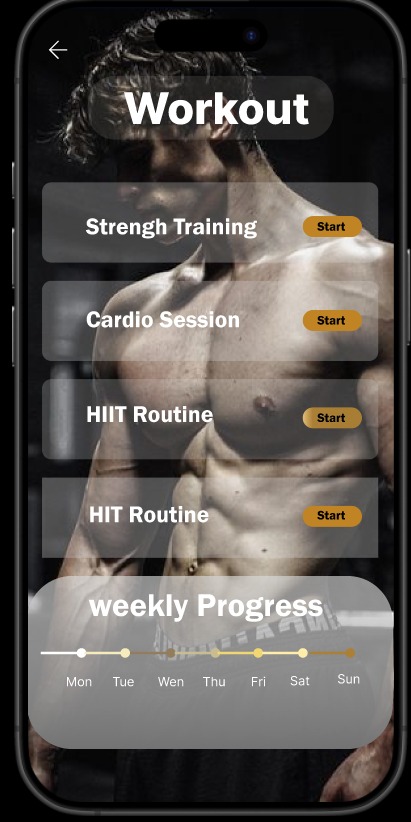 Workout
Strengh Training Start
Cardio Session Start
HIIT Routine Start
HIT Routine Start
weekly Progress
Mon Tue Wen Thu Fri Sat Sun